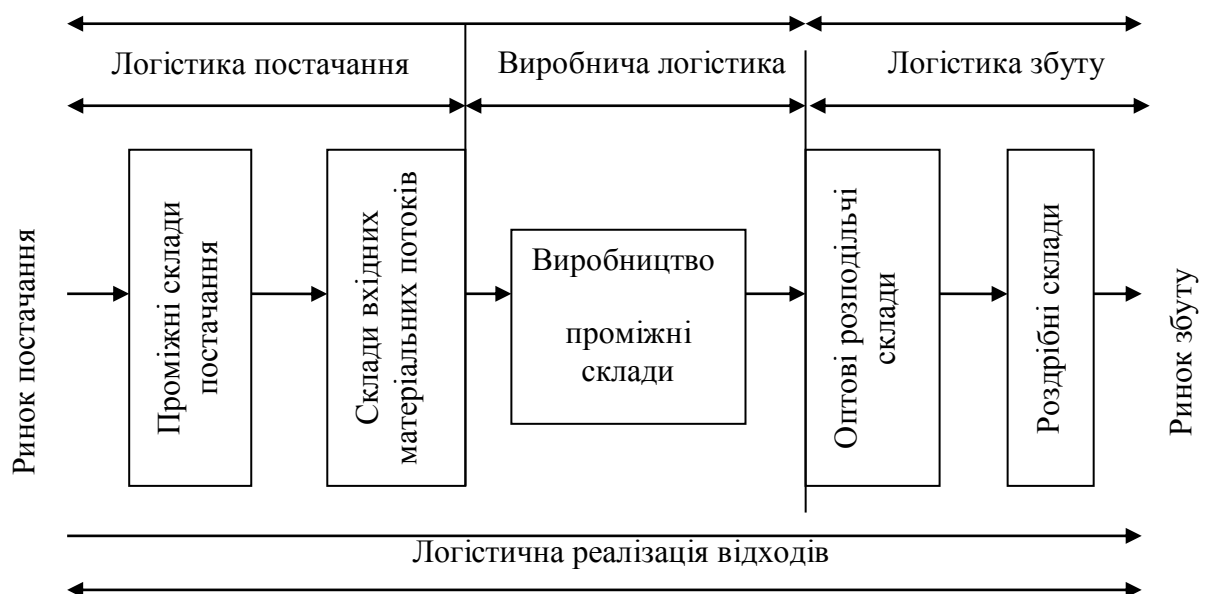 Логістика постачання
Виробнича логістика
Логістика збуту
Ринок постачання
Проміжні склади
постачання
Склади вхідних
матеріальних потоків
Виробництво
проміжні
склади
Оптові розподільчі
склади
Роздрібні склади
Ринок збуту
Логістична реалізація відходів